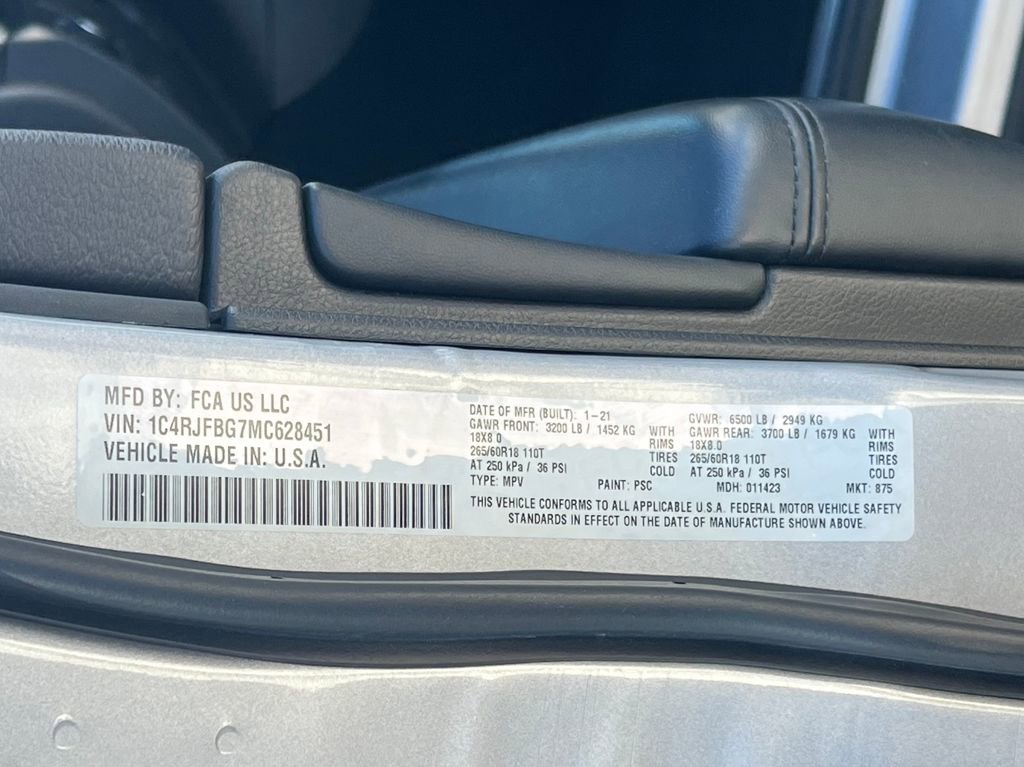 MFD BY: FCA US LLC
VIN: 1C4RJFBG7MC628451
VEHICLE MADE IN: U.S.A.
DATE OF MFR (BUILT): 1-21
GAWR FRONT: 3200 LB / 1452 KG WITH
18X8.0 RIMS
265/60R18 110T TIRES
AT 250 kPa / 36 PSI COLD
TYPE: MPV PAINT: PSC
GVWR: 6500 LB / 2949 KG
GAWR REAR: 3700 LB / 1679 KG WITH
18X8.0 RIMS
265/60R18 110T TIRES
AT 250 kPa / 36 PSI COLD
MDH: 011423 MKT: 875
THIS VEHICLE CONFORMS TO ALL APPLICABLE U.S.A. FEDERAL MOTOR VEHICLE SAFETY
STANDARDS IN EFFECT ON THE DATE OF MANUFACTURE SHOWN ABOVE.